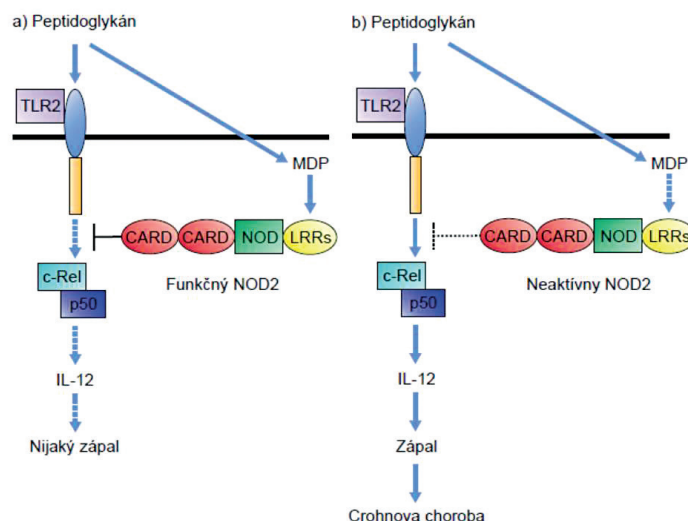 a) Peptidoglykán
TLR2
MDP
CARD CARD NOD LRRs
c-Rel
p50
Funkčný NOD2
IL-12
Nijaký zápal
b) Peptidoglykán
TLR2
MDP
CARD CARD NOD LRRs
c-Rel
p50
Neaktívny NOD2
IL-12
Zápal
Crohnova choroba